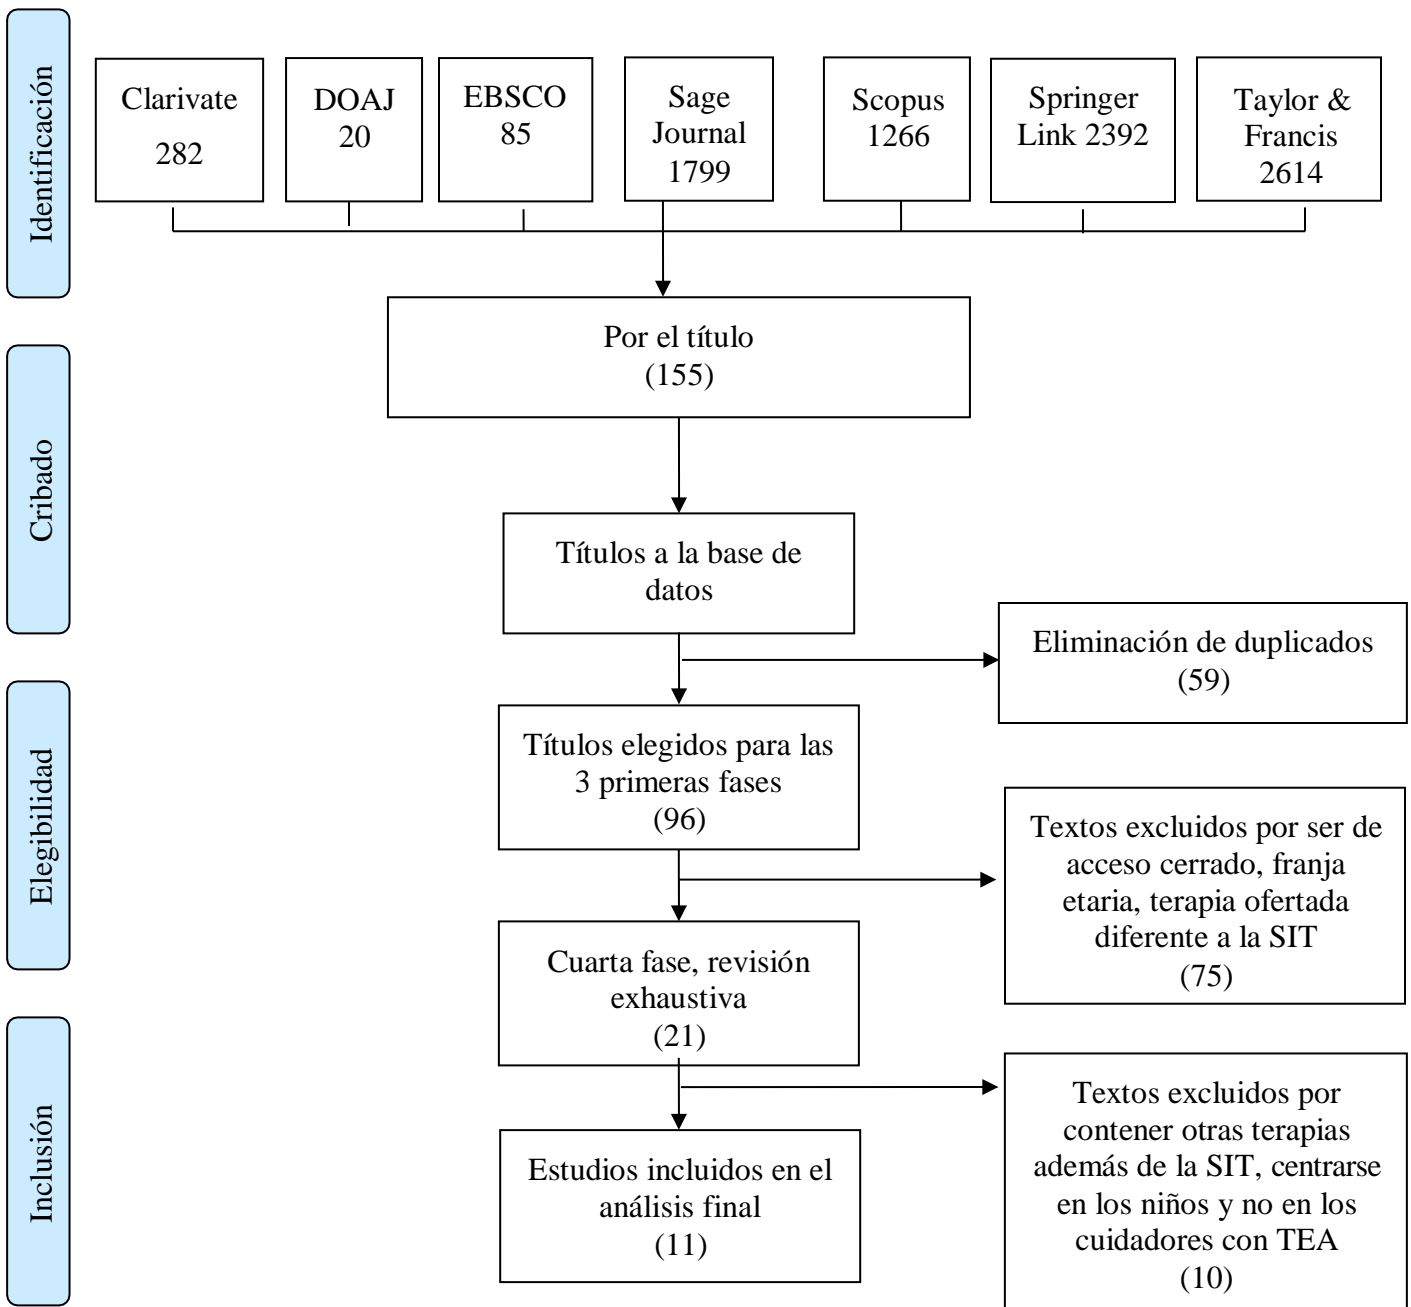 Identificación
Clarivate
282
DOAJ
20
EBSCO
85
Sage
Journal
1799
Scopus
1266
Springer
Link 2392
Taylor &
Francis
2614
Por el título
(155)
Cribado
Títulos a la base de
datos
Eliminación de duplicados
(59)
Elegibilidad
Títulos elegidos para las
3 primeras fases
(96)
Textos excluidos por ser de
acceso cerrado, franja
etaria, terapia ofertada
diferente a la SIT
(75)
Cuarta fase, revisión
exhaustiva
(21)
Inclusión
Textos excluidos por
contener otras terapias
además de la SIT, centrarse
en los niños y no en los
cuidadores con TEA
(10)
Estudios incluidos en el
análisis final
(11)